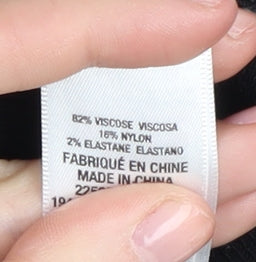 82% VISCOSE VISCOSA
16% NYLON
2% ELASTANE ELASTANO
FABRIQUÉ EN CHINE
MADE IN CHINA